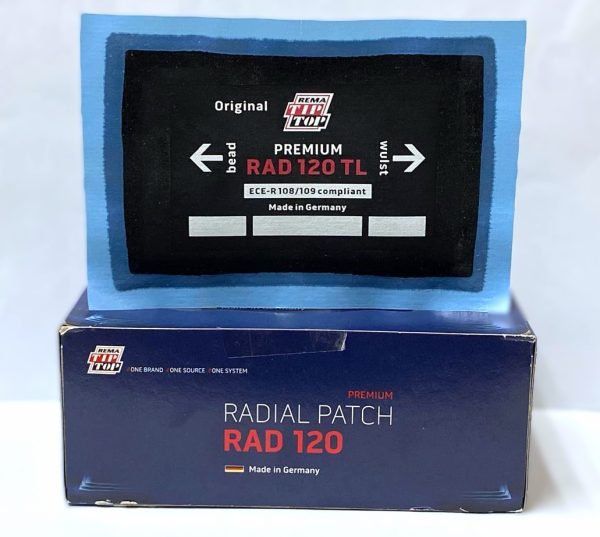 Original
REMA
TIP
TOP
PREMIUM
bead
RAD 120 TL
wulst
ECE-R 108/109 compliant
Made in Germany
REMA
TIP
TOP
#ONE BRAND #ONE SOURCE #ONE SYSTEM
PREMIUM
RADIAL PATCH
RAD 120
Made in Germany